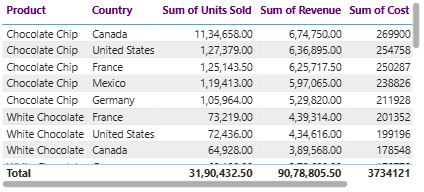 Product Country Sum of Units Sold Sum of Revenue Sum of Cost
Chocolate Chip Canada 11,34,658.00 6,74,750.00 269900
Chocolate Chip United States 1,27,379.00 6,36,895.00 254758
Chocolate Chip France 1,25,143.50 6,25,717.50 250287
Chocolate Chip Mexico 1,19,413.00 5,97,065.00 238826
Chocolate Chip Germany 1,05,964.00 5,29,820.00 211928
White Chocolate France 73,219.00 4,39,314.00 201352
White Chocolate United States 72,436.00 4,34,616.00 199196
White Chocolate Canada 64,928.00 3,89,568.00 178548
Total 31,90,432.50 90,78,805.50 3734121